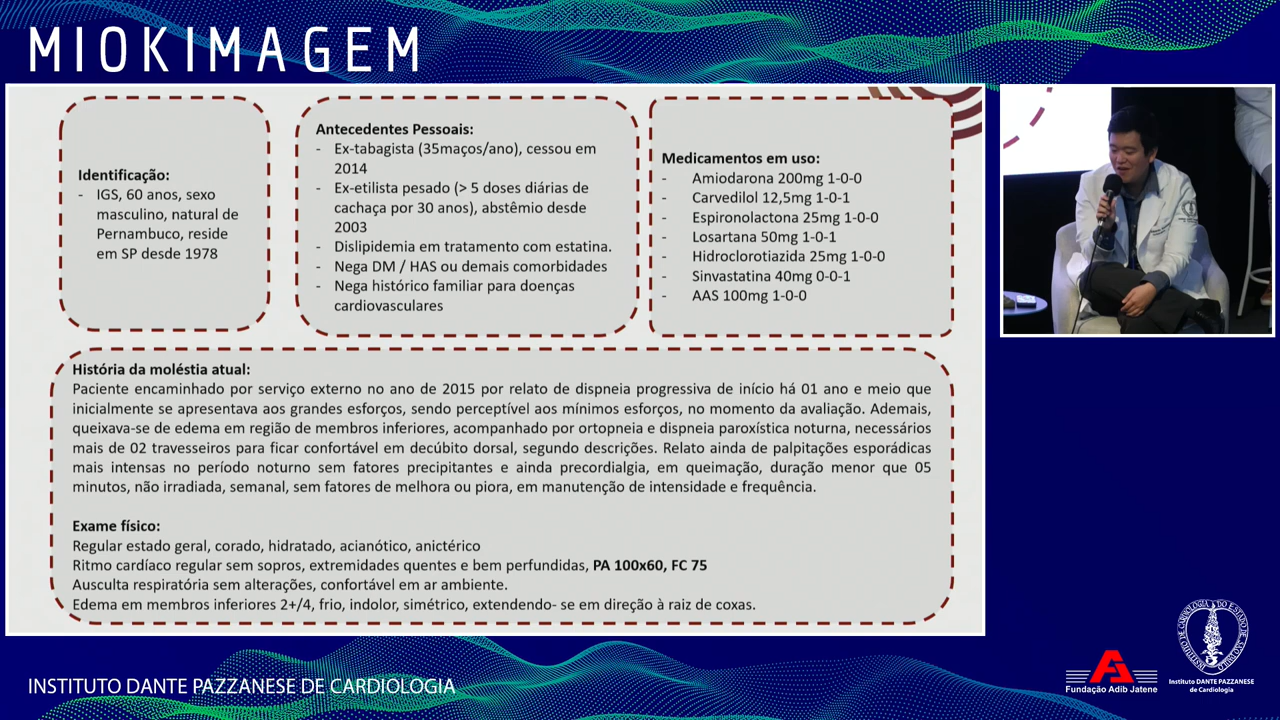 MIOKIMAGEM
Identificação:
- IGS, 60 anos, sexo
masculino, natural de
Pernambuco, reside
em SP desde 1978
Antecedentes Pessoais:
- Ex-tabagista (35maços/ano), cessou em
2014
- Ex-etilista pesado (> 5 doses diárias de
cachaça por 30 anos), abstêmio desde
2003
- Dislipidemia em tratamento com estatina.
- Nega DM / HAS ou demais comorbidades
- Nega histórico familiar para doenças
cardiovasculares
Medicamentos em uso:
- Amiodarona 200mg 1-0-0
- Carvedilol 12,5mg 1-0-1
- Espironolactona 25mg 1-0-0
- Losartana 50mg 1-0-1
- Hidroclorotiazida 25mg 1-0-0
- Sinvastatina 40mg 0-0-1
- AAS 100mg 1-0-0
História da moléstia atual:
Paciente encaminhado por serviço externo no ano de 2015 por relato de dispneia progressiva de início há 01 ano e meio que
inicialmente se apresentava aos grandes esforços, sendo perceptível aos mínimos esforços, no momento da avaliação. Ademais,
queixava-se de edema em região de membros inferiores, acompanhado por ortopneia e dispneia paroxística noturna, necessários
mais de 02 travesseiros para ficar confortável em decúbito dorsal, segundo descrições. Relato ainda de palpitações esporádicas
mais intensas no período noturno sem fatores precipitantes e ainda precordialgia, em queimação, duração menor que 05
minutos, não irradiada, semanal, sem fatores de melhora ou piora, em manutenção de intensidade e frequência.
Exame físico:
Regular estado geral, corado, hidratado, acianótico, anictérico
Ritmo cardíaco regular sem sopros, extremidades quentes e bem perfundidas, PA 100x60, FC 75
Ausculta respiratória sem alterações, confortável em ar ambiente.
Edema em membros inferiores 2+/4, frio, indolor, simétrico, extendendo- se em direção à raiz de coxas.
INSTITUTO DANTE PAZZANESE DE CARDIOLOGIA
Fundação Adib Jatene
INSTITUTO DE CARDIOLOGIA DO ESTADO DE SÃO PAULO
Instituto DANTE PAZZANESE
de Cardiologia